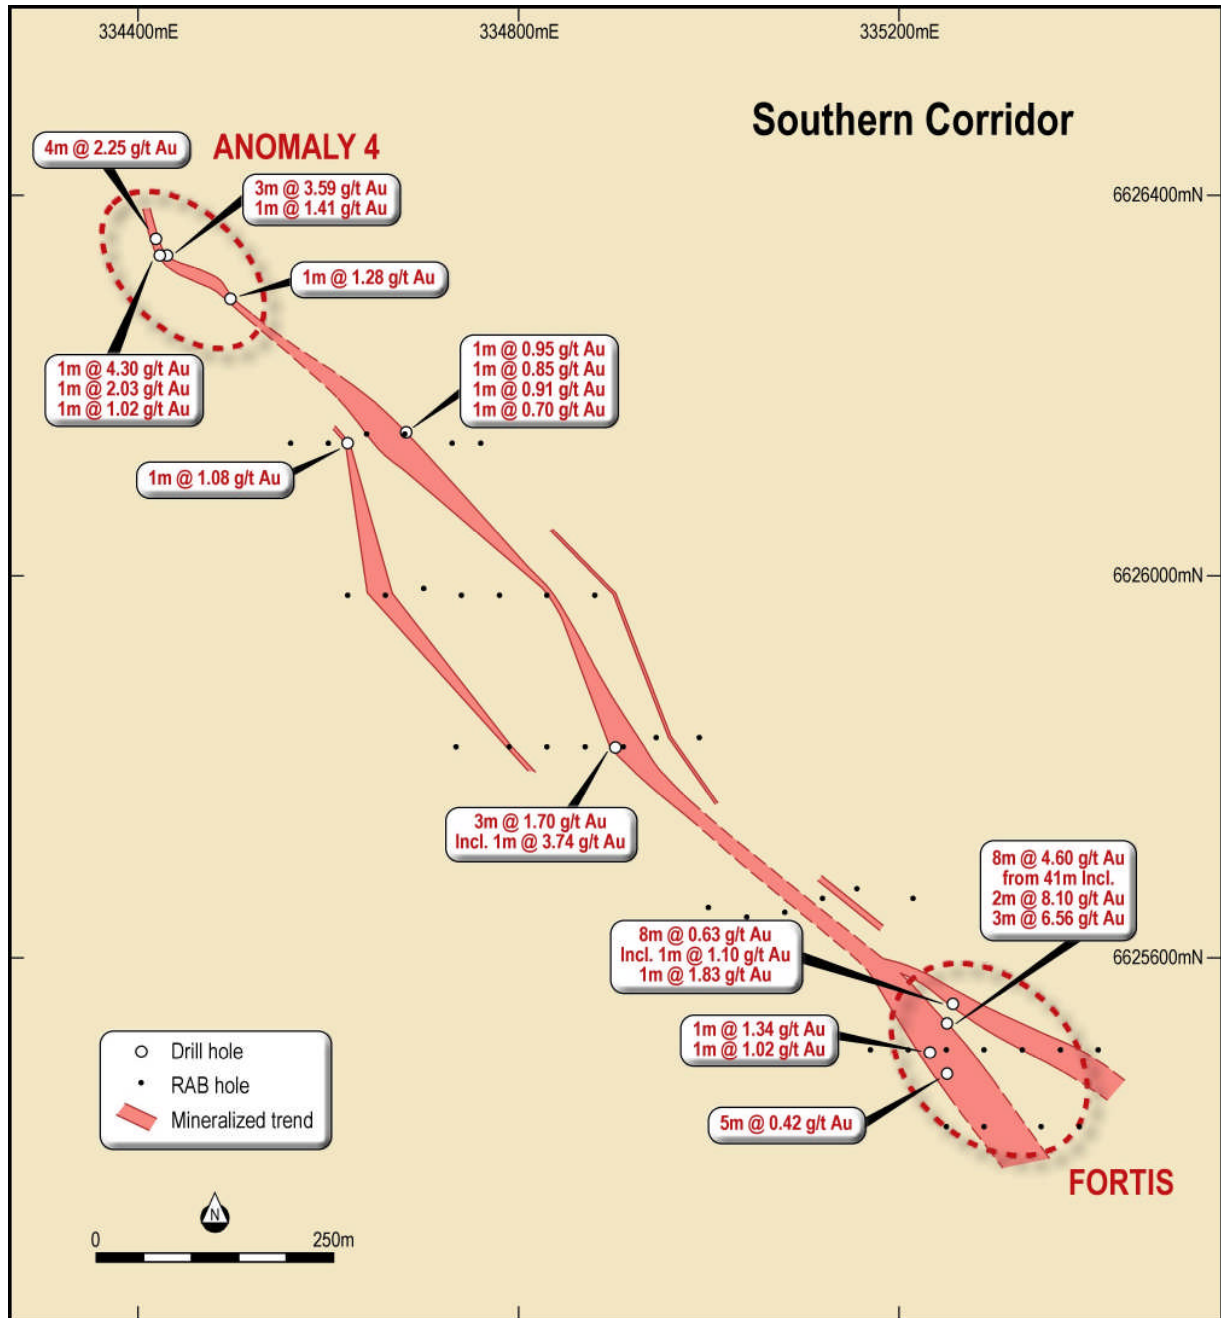 334400mE
334800mE
335200mE
Southern Corridor
4m @ 2.25 g/t Au
ANOMALY 4
3m @ 3.59 g/t Au
1m @ 1.41 g/t Au
6626400mN
1m @ 1.28 g/t Au
1m @ 4.30 g/t Au
1m @ 2.03 g/t Au
1m @ 1.02 g/t Au
1m @ 0.95 g/t Au
1m @ 0.85 g/t Au
1m @ 0.91 g/t Au
1m @ 0.70 g/t Au
1m @ 1.08 g/t Au
6626000mN
3m @ 1.70 g/t Au
Incl. 1m @ 3.74 g/t Au
8m @ 4.60 g/t Au
from 41m Incl.
2m @ 8.10 g/t Au
3m @ 6.56 g/t Au
8m @ 0.63 g/t Au
Incl. 1m @ 1.10 g/t Au
1m @ 1.83 g/t Au
6625600mN
1m @ 1.34 g/t Au
1m @ 1.02 g/t Au
5m @ 0.42 g/t Au
FORTIS
Drill hole
RAB hole
Mineralized trend
N
0
250m